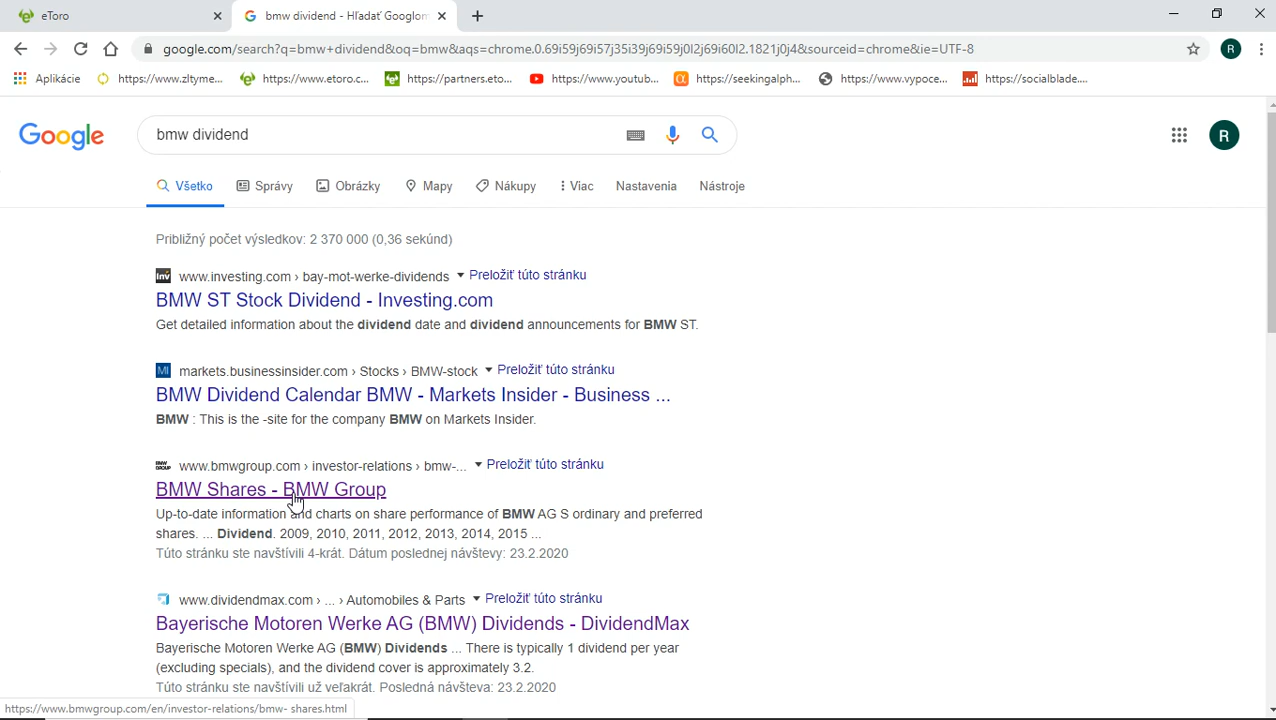 eToro
bmw dividend - Hľadať Googlom
google.com/search?q=bmw+dividend&oq=bmw&aqs=chrome.0.69i59j69i57j35i39j69i59j0l2j69i60l2.1821j0j4&sourceid=chrome&ie=UTF-8
R
Aplikácie
https://www.zltyme...
https://www.etoro.c...
https://partners.eto...
https://www.youtub...
https://seekingalph...
https://www.vypoce...
https://socialblade....
Google
bmw dividend
R
Všetko
Správy
Obrázky
Mapy
Nákupy
Viac
Nastavenia
Nástroje
Približný počet výsledkov: 2 370 000 (0,36 sekúnd)
Inv www.investing.com › bay-mot-werke-dividends Preložiť túto stránku
BMW ST Stock Dividend - Investing.com
Get detailed information about the dividend date and dividend announcements for BMW ST.
MI markets.businessinsider.com › Stocks › BMW-stock Preložiť túto stránku
BMW Dividend Calendar BMW - Markets Insider - Business ...
BMW : This is the -site for the company BMW on Markets Insider.
BMW GROUP www.bmwgroup.com › investor-relations › bmw-... Preložiť túto stránku
BMW Shares - BMW Group
Up-to-date information and charts on share performance of BMW AG S ordinary and preferred
shares. ... Dividend. 2009, 2010, 2011, 2012, 2013, 2014, 2015 ...
Túto stránku ste navštívili 4-krát. Dátum poslednej návštevy: 23.2.2020
www.dividendmax.com › ... › Automobiles & Parts Preložiť túto stránku
Bayerische Motoren Werke AG (BMW) Dividends - DividendMax
Bayerische Motoren Werke AG (BMW) Dividends ... There is typically 1 dividend per year
(excluding specials), and the dividend cover is approximately 3.2.
Túto stránku ste navštívili už veľakrát. Posledná návšteva: 23.2.2020
https://www.bmwgroup.com/en/investor-relations/bmw- shares.html